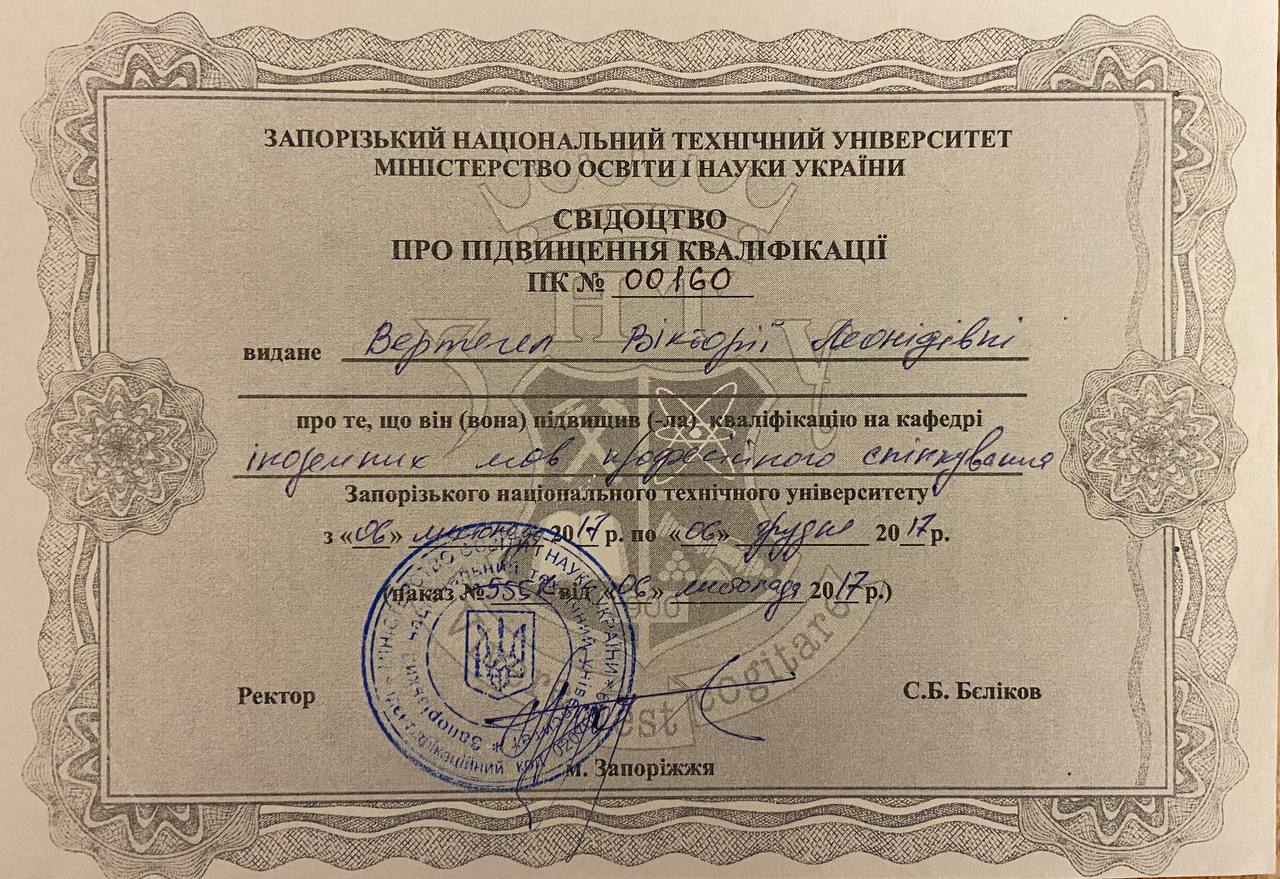 ЗАПОРІЗЬКИЙ НАЦІОНАЛЬНИЙ ТЕХНІЧНИЙ УНІВЕРСИТЕТ
МІНІСТЕРСТВО ОСВІТИ І НАУКИ УКРАЇНИ
СВІДОЦТВО
ПРО ПІДВИЩЕННЯ КВАЛІФІКАЦІЇ
ПК № 00160
видане Вертегел Вікторії Леонідівні
про те, що він (вона) підвищив (-ла) кваліфікацію на кафедрі
іноземних мов професійного спілкування
Запорізького національного технічного університету
з «06» листопада 2017 р. по «06» грудня 2017 р.
(наказ № від «06» листопада 2017 р.)
Ректор С.Б. Бєліков
м. Запоріжжя
est cogitare